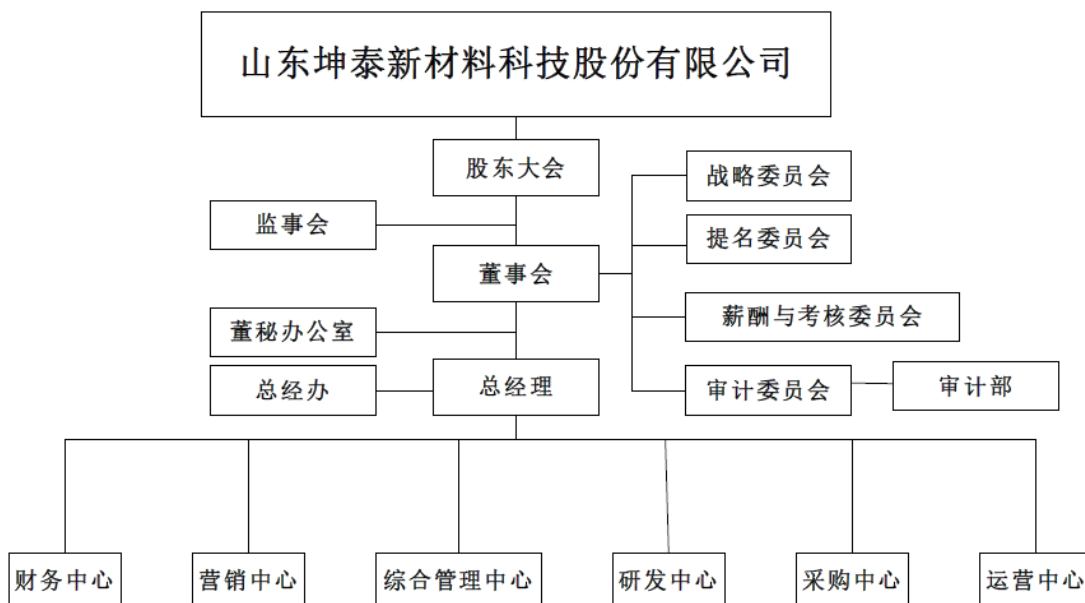 山东坤泰新材料科技股份有限公司
股东大会
战略委员会
监事会
提名委员会
董事会
董秘办公室
薪酬与考核委员会
总经办
总经理
审计委员会
审计部
财务中心
营销中心
综合管理中心
研发中心
采购中心
运营中心